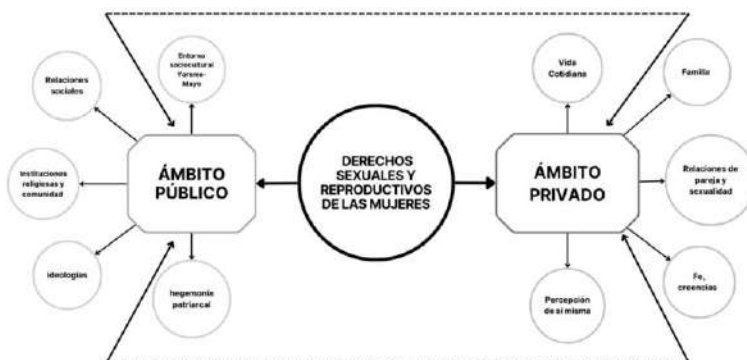 Entorno
sociocultural
Yoreme-
Mayo
Relaciones
sociales
Instituciones
religiosas y
comunidad
ideologías
hegemonía
patriarcal
ÁMBITO
PÚBLICO
DERECHOS
SEXUALES Y
REPRODUCTIVOS
DE LAS MUJERES
ÁMBITO
PRIVADO
Vida
Cotidiana
Familia
Relaciones de
pareja y
sexualidad
Fe,
creencias
Percepción
de sí misma